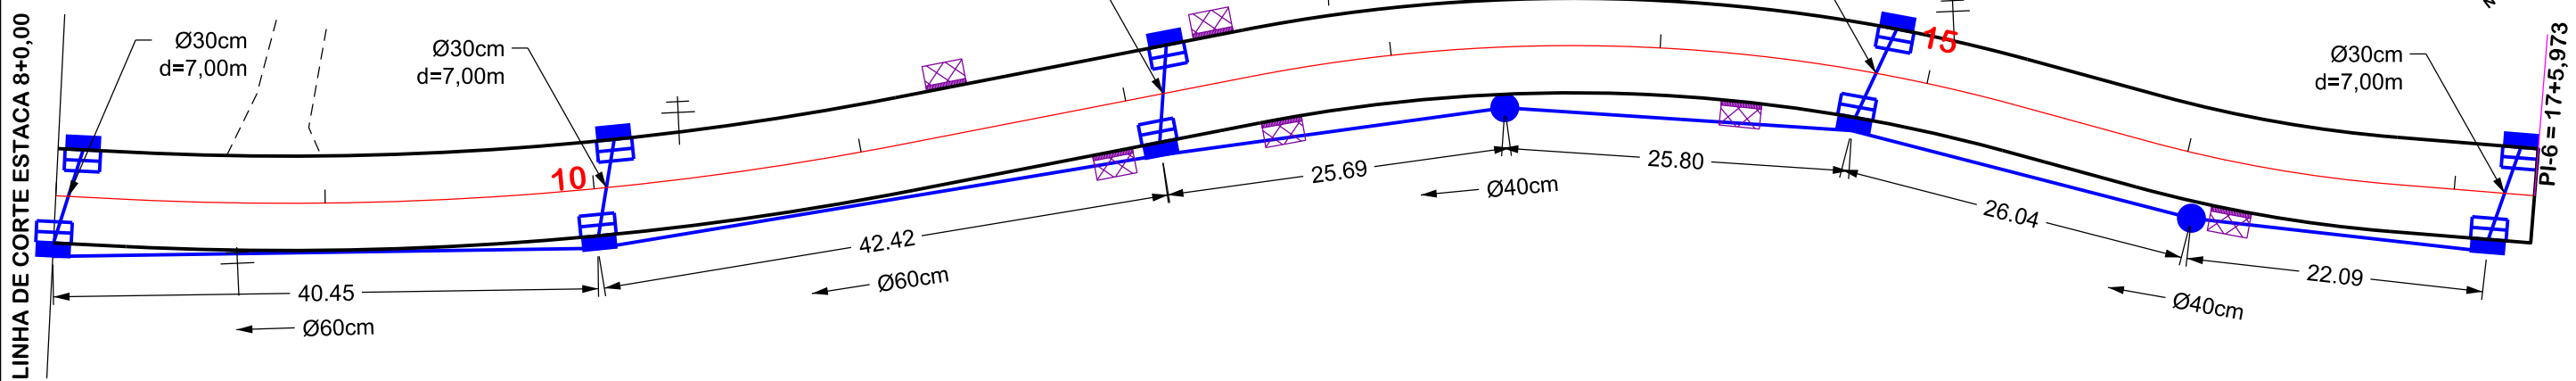 LINHA DE CORTE ESTACA 8+0,00
Ø30cm
d=7,00m
Ø30cm
d=7,00m
10
15
Ø30cm
d=7,00m
PI-6 = 17+5,973
40.45
Ø60cm
42.42
Ø60cm
25.69
Ø40cm
25.80
26.04
Ø40cm
22.09